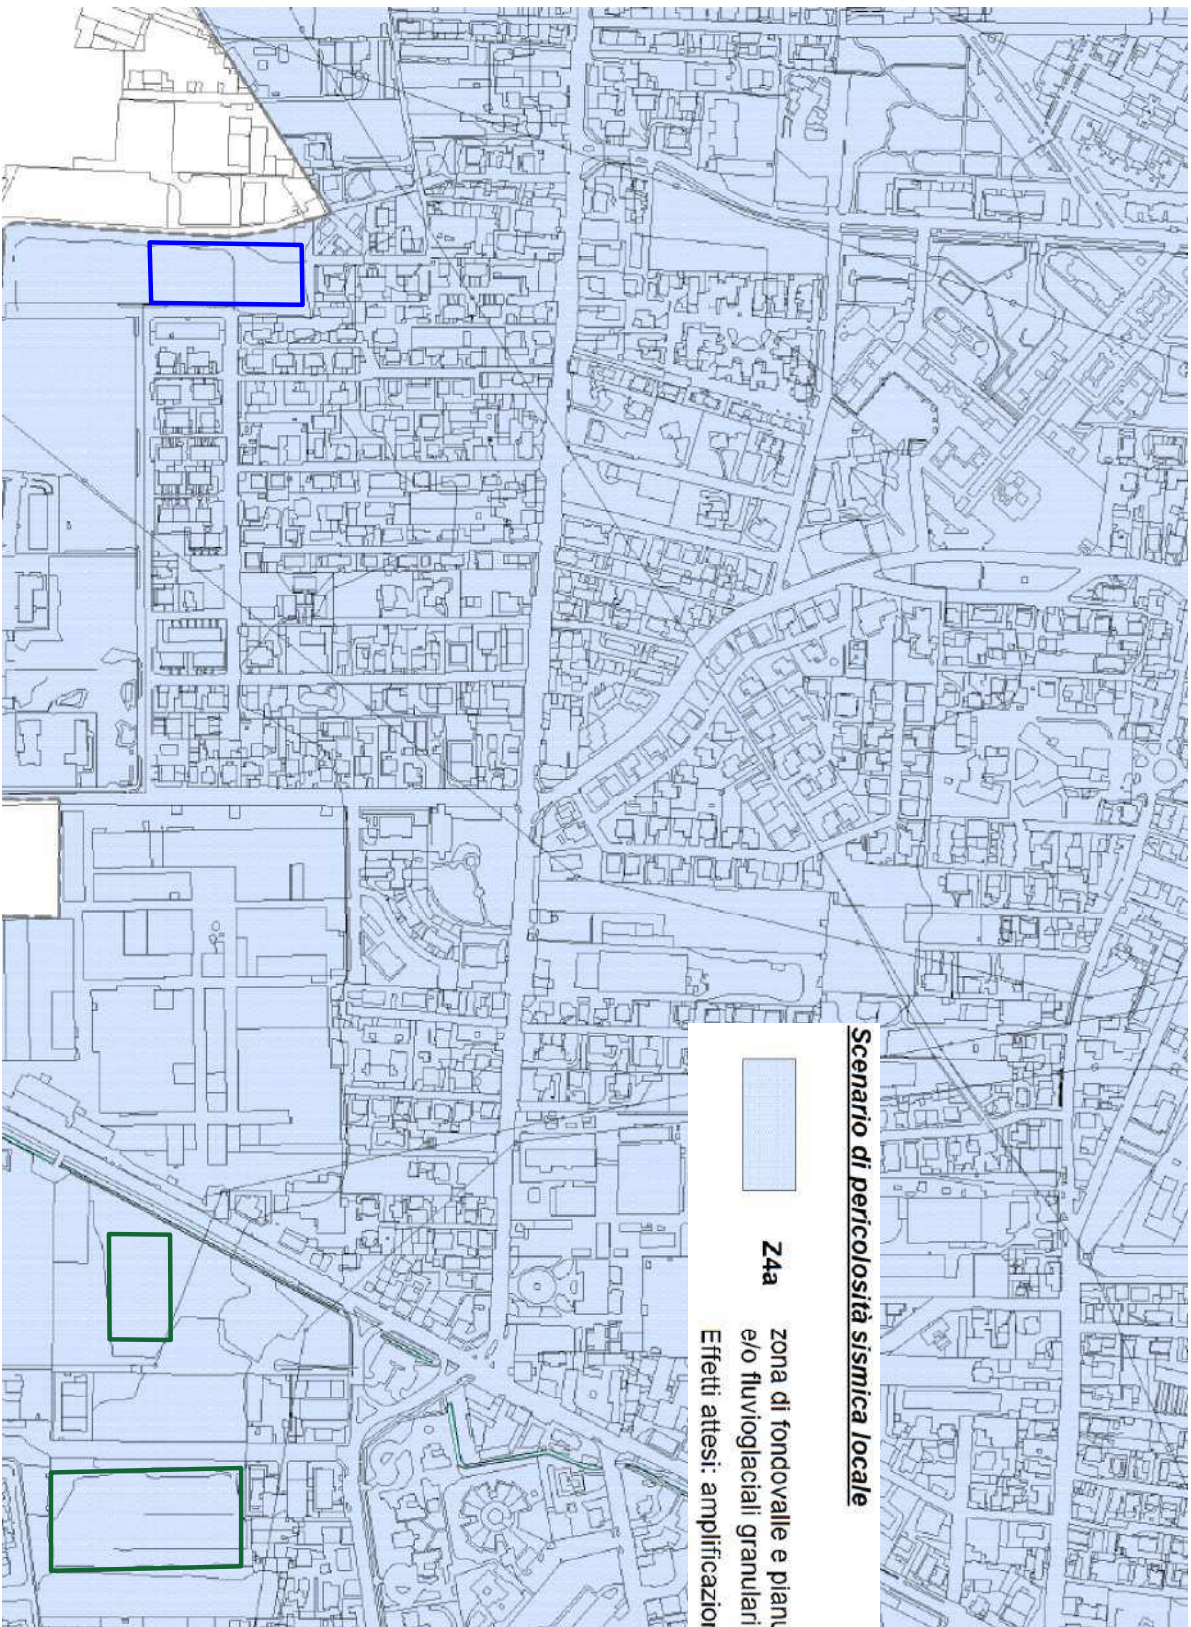 Scenario di pericolosità sismica locale
Z4a
zona di fondovalle e pianu
e/o fluvioglaciali granulari
Effetti attesi: amplificazion